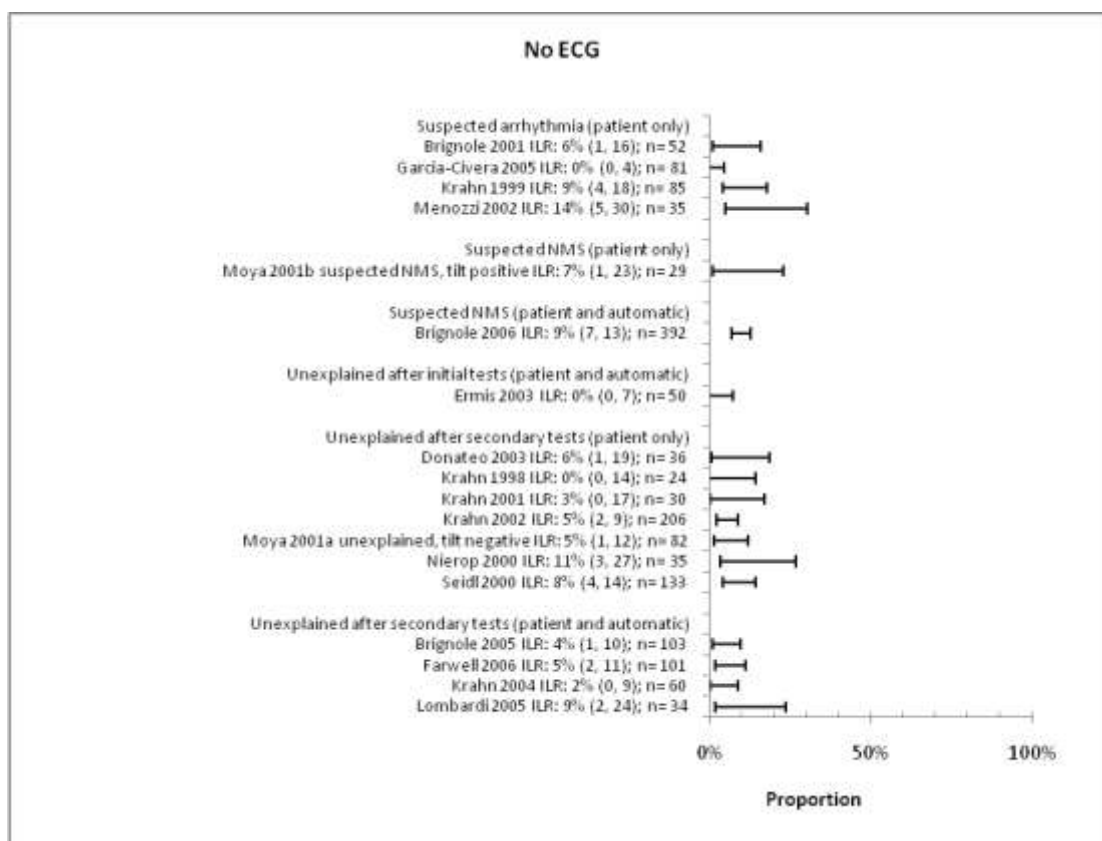 No ECG
Suspected arrhythmia (patient only)
Brignole 2001 ILR: 6% (1, 16); n= 52
Garcia-Civera 2005 ILR: 0% (0, 4); n= 81
Krahn 1999 ILR: 9% (4, 18); n= 85
Menozzi 2002 ILR: 14% (5, 30); n= 35
Suspected NMS (patient only)
Moya 2001b suspected NMS, tilt positive ILR: 7% (1, 23); n= 29
Suspected NMS (patient and automatic)
Brignole 2006 ILR: 9% (7, 13); n= 392
Unexplained after initial tests (patient and automatic)
Ermis 2003 ILR: 0% (0, 7); n= 50
Unexplained after secondary tests (patient only)
Donateo 2003 ILR: 6% (1, 19); n= 36
Krahn 1998 ILR: 0% (0, 14); n= 24
Krahn 2001 ILR: 3% (0, 17); n= 30
Krahn 2002 ILR: 5% (2, 9); n= 206
Moya 2001a unexplained, tilt negative ILR: 5% (1, 12); n= 82
Nierop 2000 ILR: 11% (3, 27); n= 35
Seidl 2000 ILR: 8% (4, 14); n= 133
Unexplained after secondary tests (patient and automatic)
Brignole 2005 ILR: 4% (1, 10); n= 103
Farwell 2006 ILR: 5% (2, 11); n= 101
Krahn 2004 ILR: 2% (0, 9); n= 60
Lombardi 2005 ILR: 9% (2, 24); n= 34
0% 50% 100%
Proportion